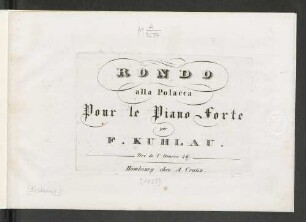 RONDO
alla Polacca
Pour le Piano-Forte
par
F. KUHLAU.
Hambourg chez A. Cranz